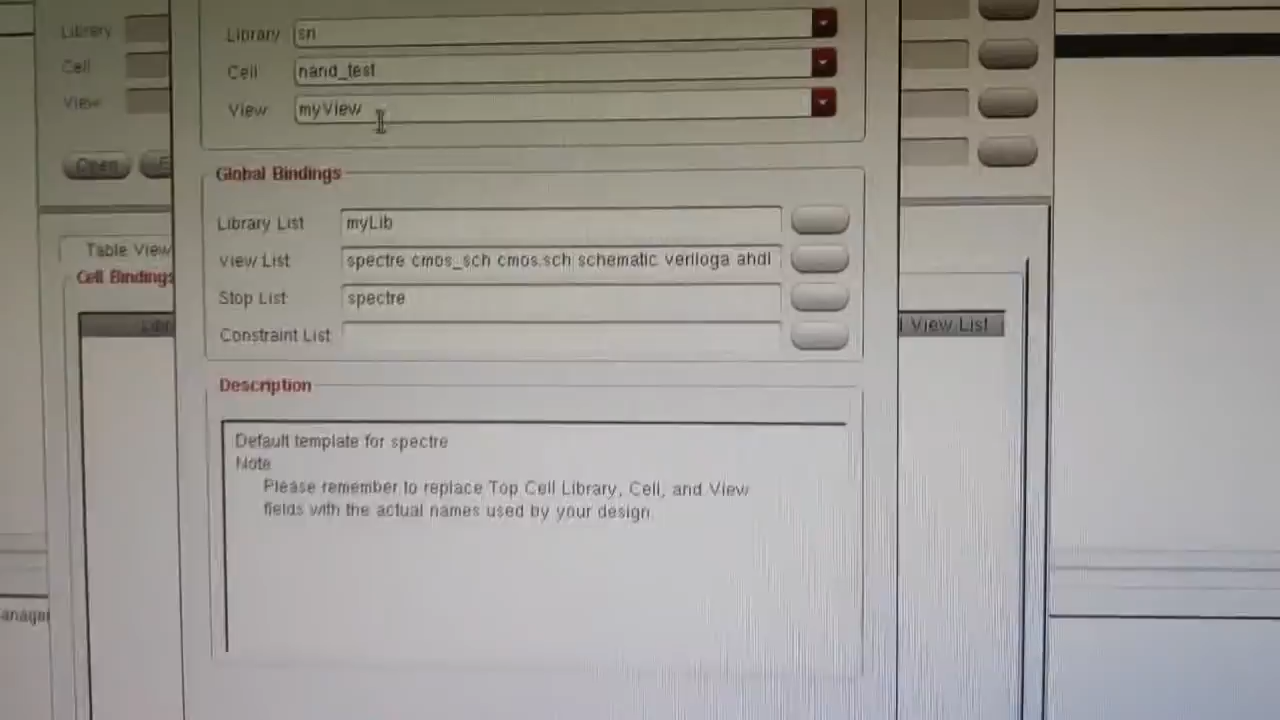 Library
Cell
View
Open
Table View
Cell Bindings
Library sri
Cell nand_test
View myView
Global Bindings
Library List myLib
View List spectre cmos_sch cmos.sch schematic veriloga ahdl
Stop List spectre
Constraint List
Description
Default template for spectre
Note
Please remember to replace Top Cell Library, Cell, and View
fields with the actual names used by your design.
View List